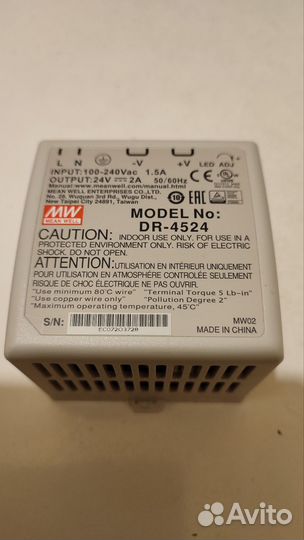 L N -V +V LED ADJ
INPUT:100-240Vac 1.5A
OUTPUT:24V 2A 50/60Hz
Manual:www.meanwell.com/manual.html
MEAN WELL ENTERPRISES CO.,LTD.
No. 28, Wuquan 3rd Rd., Wugu Dist.,
New Taipei City 24891, Taiwan
MW
MEAN WELL
10
EAC
CE
MODEL No:
DR-4524
CAUTION: INDOOR USE ONLY, FOR USE IN A
PROTECTED ENVIRONMENT ONLY. RISK OF ELECTRIC
SHOCK. DO NOT OPEN.
ATTENTION: UTILISATION EN INTÉRIEUR UNIQUEMENT
POUR UTILISATION EN ATMOSPHÈRE CONTRÔLÉE SEULEMENT.
RISQUE DE CHOC ÉLECTRIQUE NE PAS OUVRIR.
"Use minimum 80℃ wire" "Terminal Torque 5 Lb-in"
"Use copper wire only" "Pollution Degree 2"
"Maximum operating temperature, 45℃"
S/N:
EC07203728
MW02
MADE IN CHINA
Avito